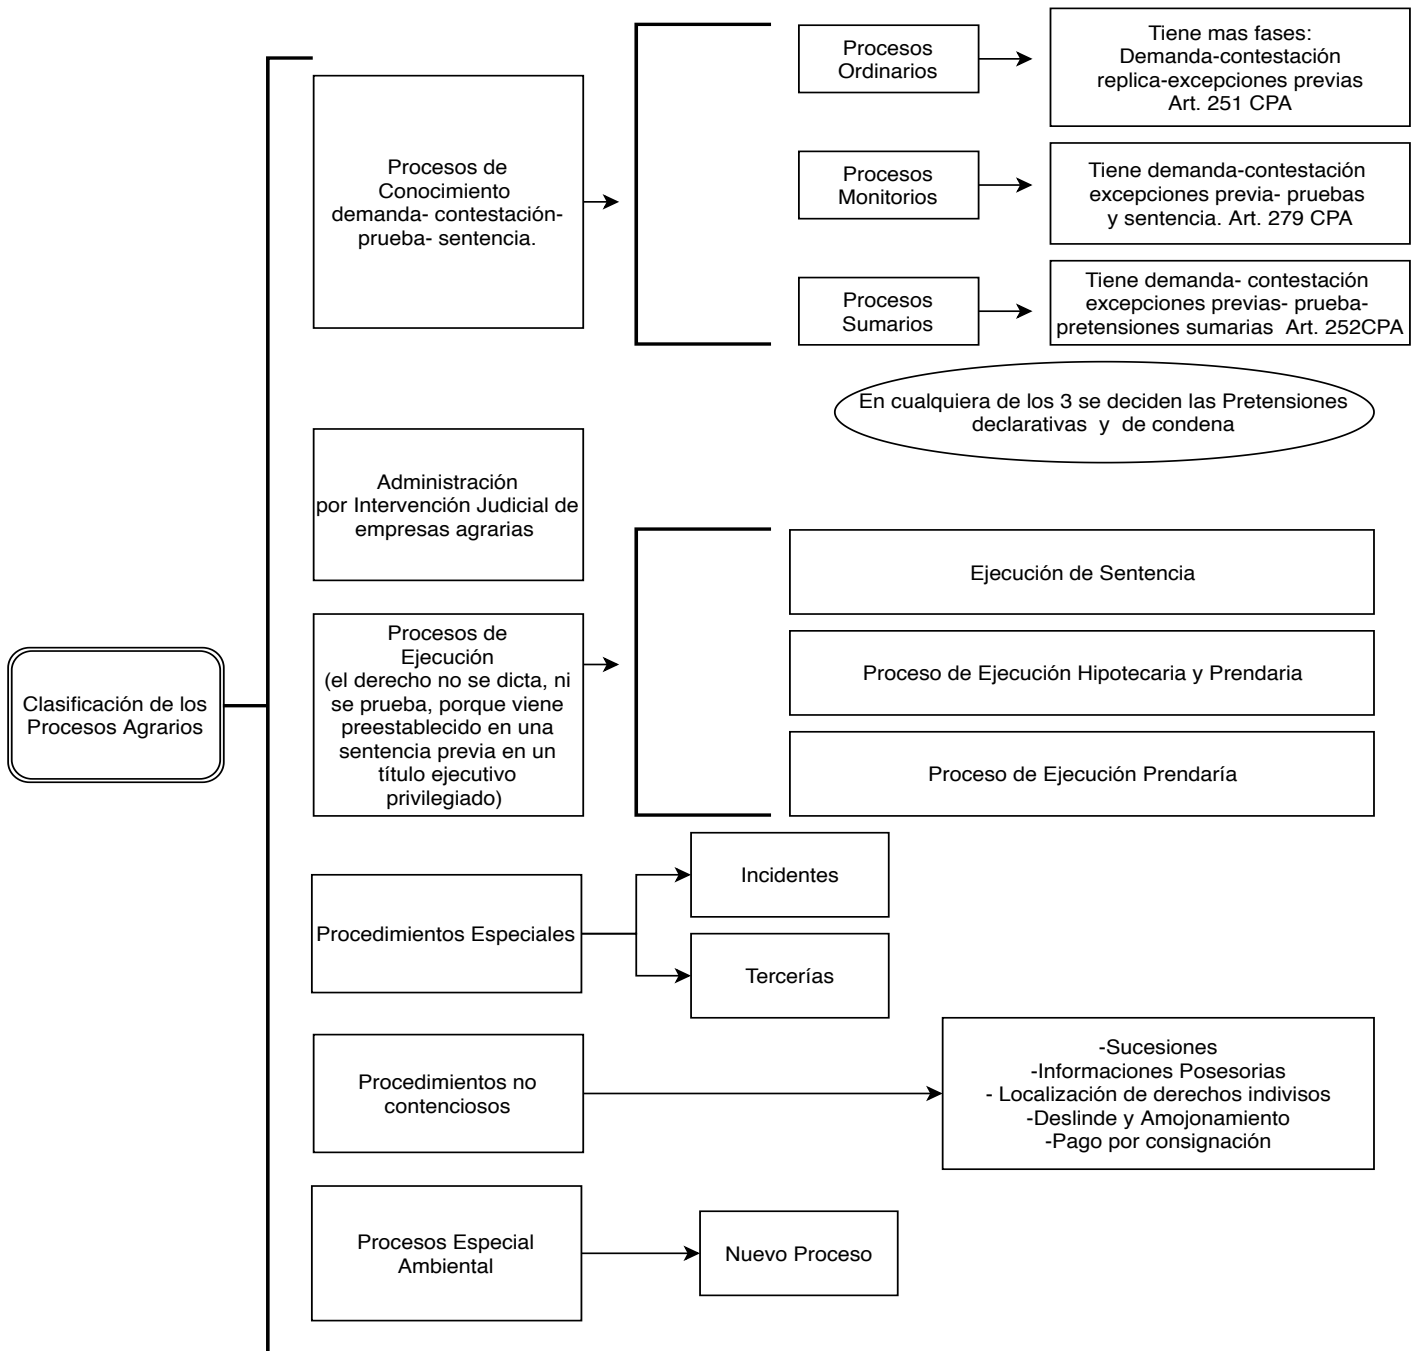 Clasificación de los
Procesos Agrarios
Procesos de
Conocimiento
demanda- contestación-
prueba- sentencia.
Procesos
Ordinarios
Tiene mas fases:
Demanda-contestación
replica-excepciones previas
Art. 251 CPA
Procesos
Monitorios
Tiene demanda-contestación
excepciones previa- pruebas
y sentencia. Art. 279 CPA
Procesos
Sumarios
Tiene demanda- contestación
excepciones previas- prueba-
pretensiones sumarias Art. 252CPA
En cualquiera de los 3 se deciden las Pretensiones
declarativas y de condena
Administración
por Intervención Judicial de
empresas agrarias
Procesos de
Ejecución
(el derecho no se dicta, ni
se prueba, porque viene
preestablecido en una
sentencia previa en un
título ejecutivo
privilegiado)
Ejecución de Sentencia
Proceso de Ejecución Hipotecaria y Prendaria
Proceso de Ejecución Prendaría
Procedimientos Especiales
Incidentes
Tercerías
Procedimientos no
contenciosos
-Sucesiones
-Informaciones Posesorias
- Localización de derechos indivisos
-Deslinde y Amojonamiento
-Pago por consignación
Procesos Especial
Ambiental
Nuevo Proceso